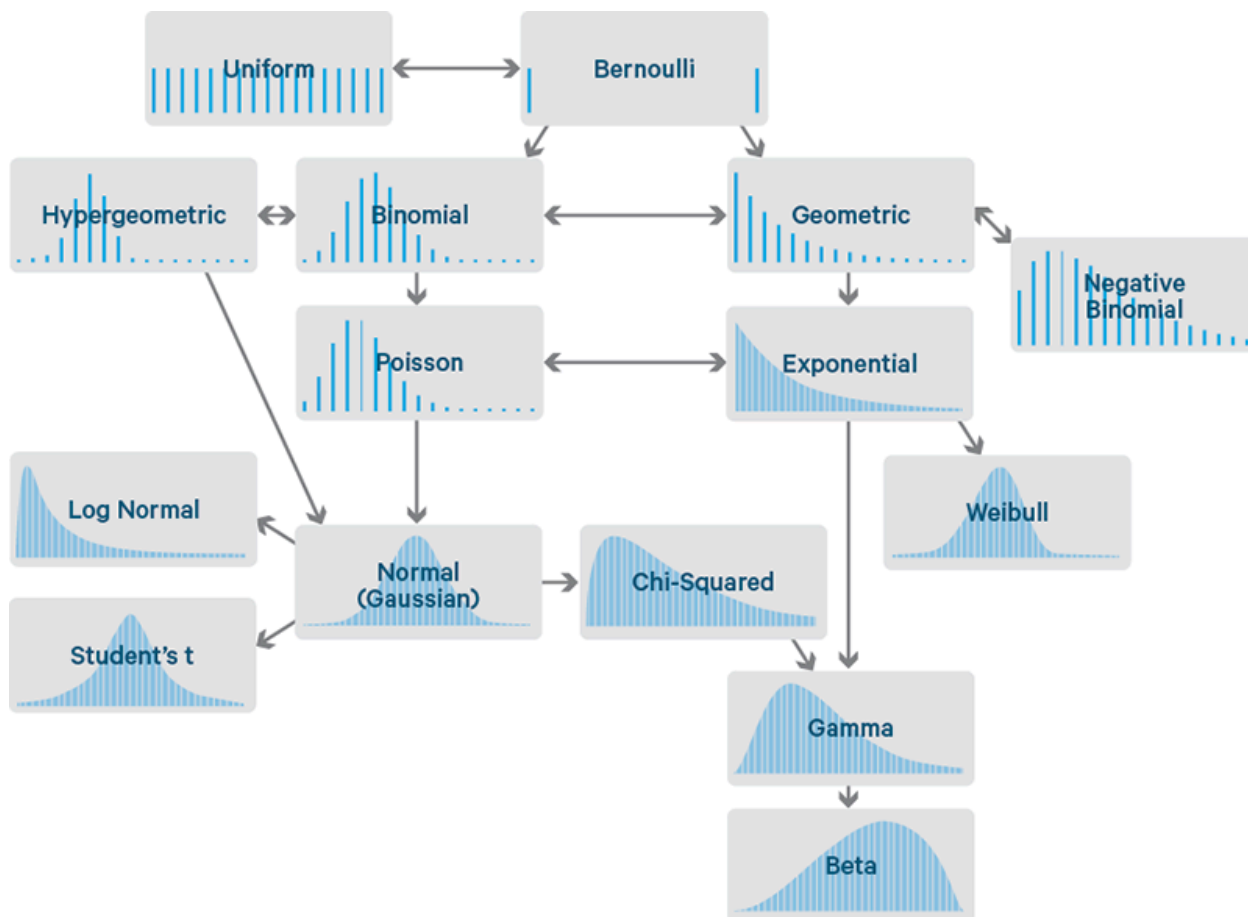 Uniform
Bernoulli
Hypergeometric
Binomial
Geometric
Negative
Binomial
Poisson
Exponential
Log Normal
Weibull
Normal
(Gaussian)
Chi-Squared
Student's t
Gamma
Beta